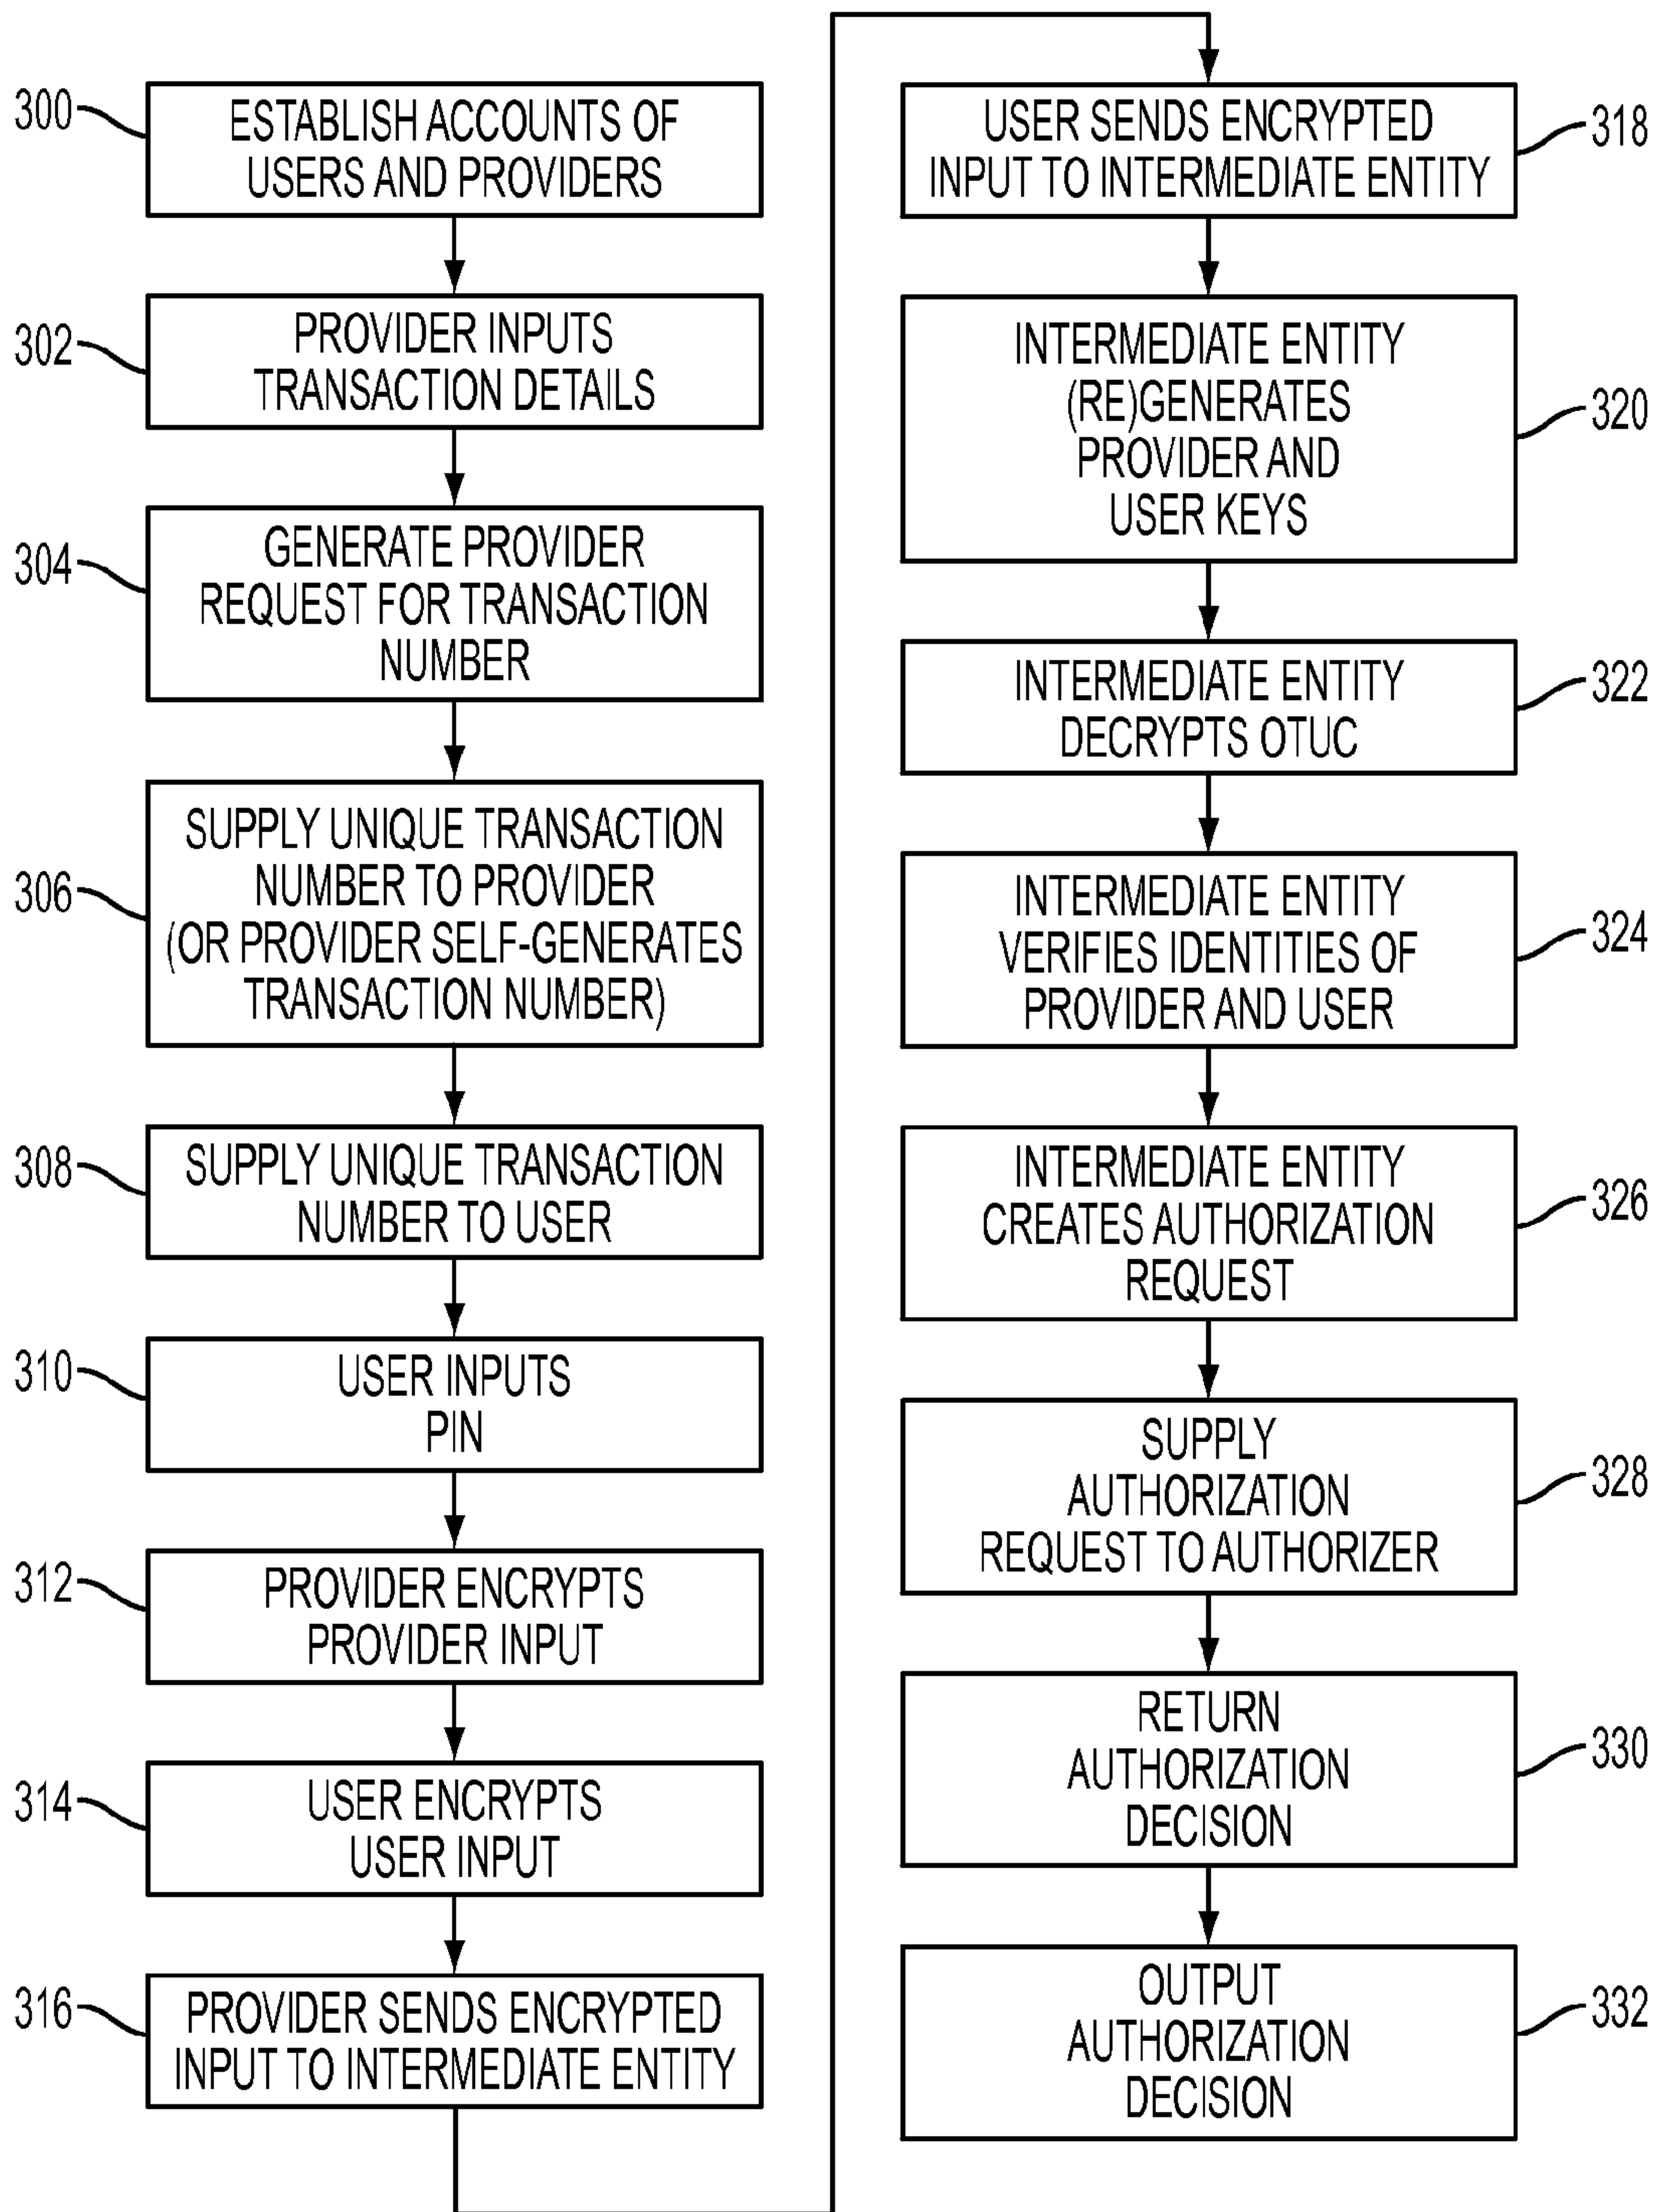 300
ESTABLISH ACCOUNTS OF
USERS AND PROVIDERS
302
PROVIDER INPUTS
TRANSACTION DETAILS
304
GENERATE PROVIDER
REQUEST FOR TRANSACTION
NUMBER
306
SUPPLY UNIQUE TRANSACTION
NUMBER TO PROVIDER
(OR PROVIDER SELF-GENERATES
TRANSACTION NUMBER)
308
SUPPLY UNIQUE TRANSACTION
NUMBER TO USER
310
USER INPUTS
PIN
312
PROVIDER ENCRYPTS
PROVIDER INPUT
314
USER ENCRYPTS
USER INPUT
316
PROVIDER SENDS ENCRYPTED
INPUT TO INTERMEDIATE ENTITY
USER SENDS ENCRYPTED
INPUT TO INTERMEDIATE ENTITY
318
INTERMEDIATE ENTITY
(RE)GENERATES
PROVIDER AND
USER KEYS
320
INTERMEDIATE ENTITY
DECRYPTS OTUC
322
INTERMEDIATE ENTITY
VERIFIES IDENTITIES OF
PROVIDER AND USER
324
INTERMEDIATE ENTITY
CREATES AUTHORIZATION
REQUEST
326
SUPPLY
AUTHORIZATION
REQUEST TO AUTHORIZER
328
RETURN
AUTHORIZATION
DECISION
330
OUTPUT
AUTHORIZATION
DECISION
332